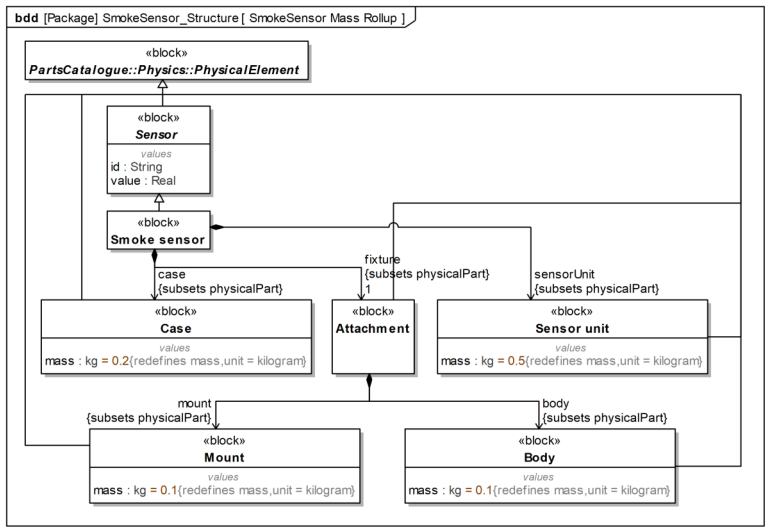 bdd [Package] SmokeSensor_Structure [ SmokeSensor Mass Rollup ]
«block»
PartsCatalogue::Physics::PhysicalElement
«block»
Sensor
values
id : String
value : Real
«block»
Smoke sensor
case
{subsets physicalPart}
fixture
{subsets physicalPart}
1
sensorUnit
{subsets physicalPart}
«block»
Case
values
mass : kg = 0.2{redefines mass,unit = kilogram}
«block»
Attachment
«block»
Sensor unit
values
mass : kg = 0.5{redefines mass,unit = kilogram}
mount
{subsets physicalPart}
body
{subsets physicalPart}
«block»
Mount
values
mass : kg = 0.1{redefines mass,unit = kilogram}
«block»
Body
values
mass : kg = 0.1{redefines mass,unit = kilogram}